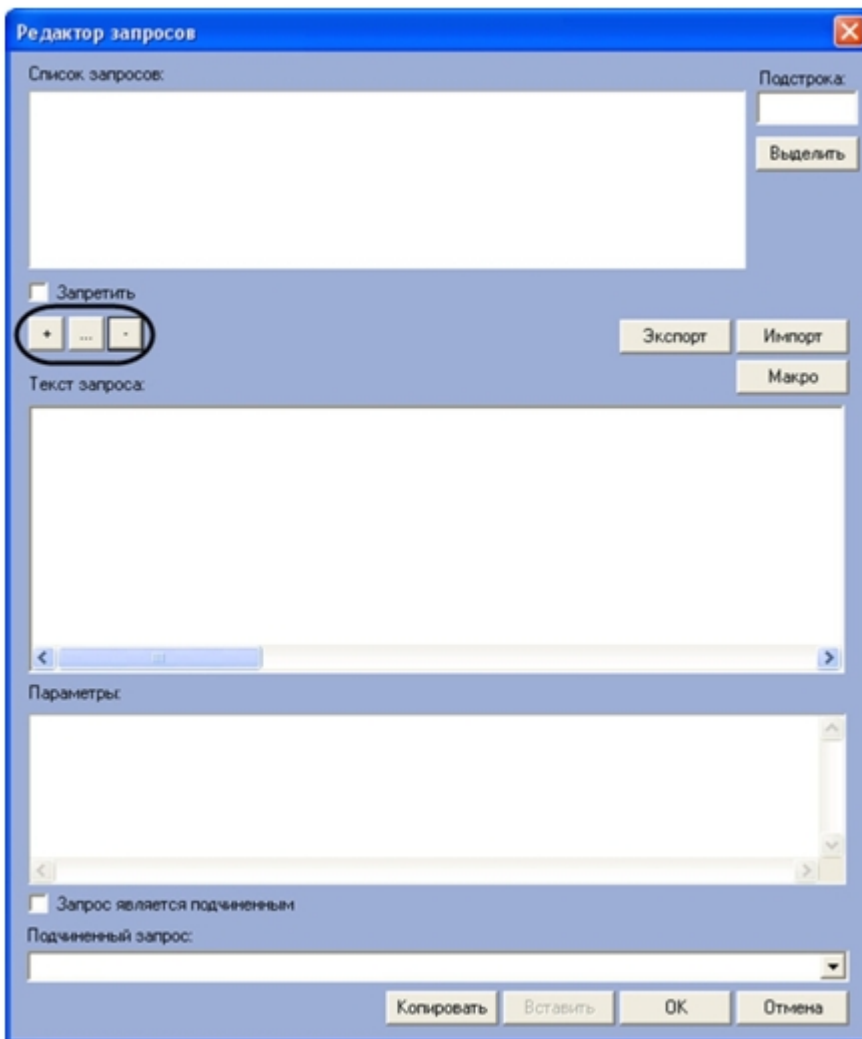 Редактор запросов
Список запросов:
Подстрока:
Выделить
Запретить
+ ... -
Экспорт Импорт
Макро
Текст запроса:
Параметры:
Запрос является подчиненным
Подчиненный запрос:
Копировать Вставить OK Отмена